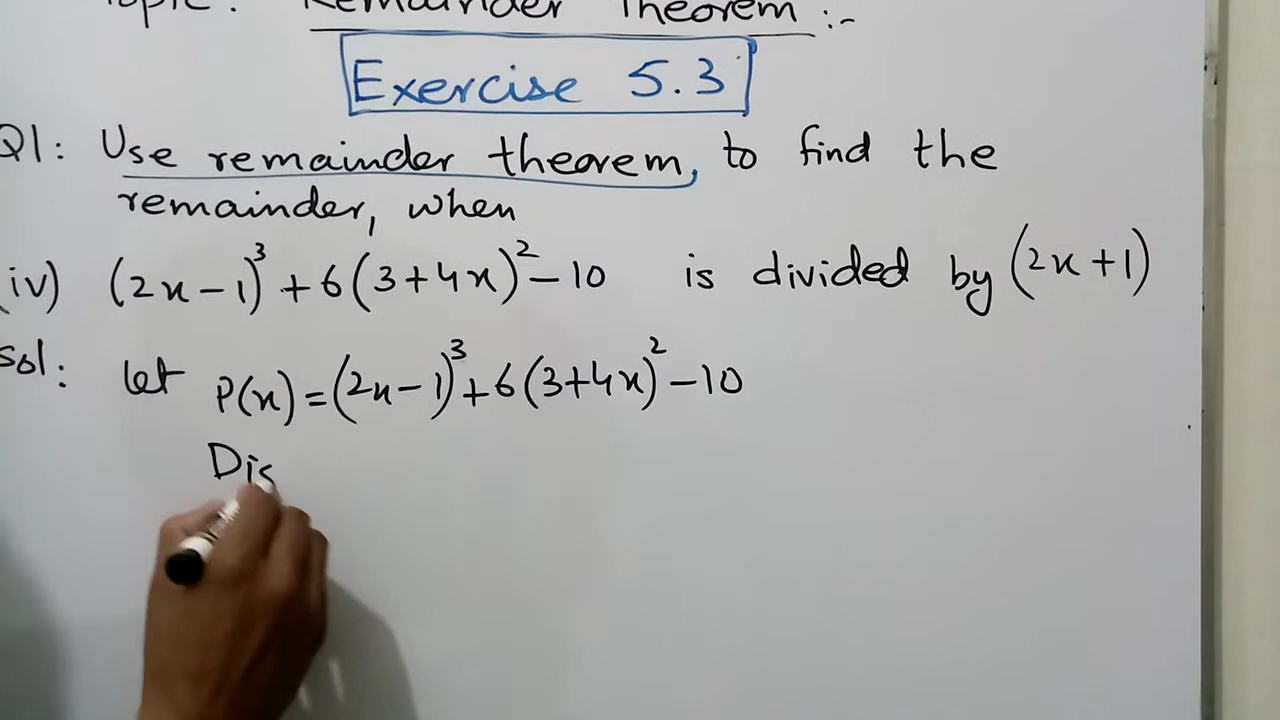 Topic: Remainder Theorem :-
Exercise 5.3
Q1: Use remainder theorem, to find the
remainder, when
iv) (2x-1)³+6(3+4x)²-10 is divided by (2x+1)
Sol: let P(x)=(2x-1)³+6(3+4x)²-10